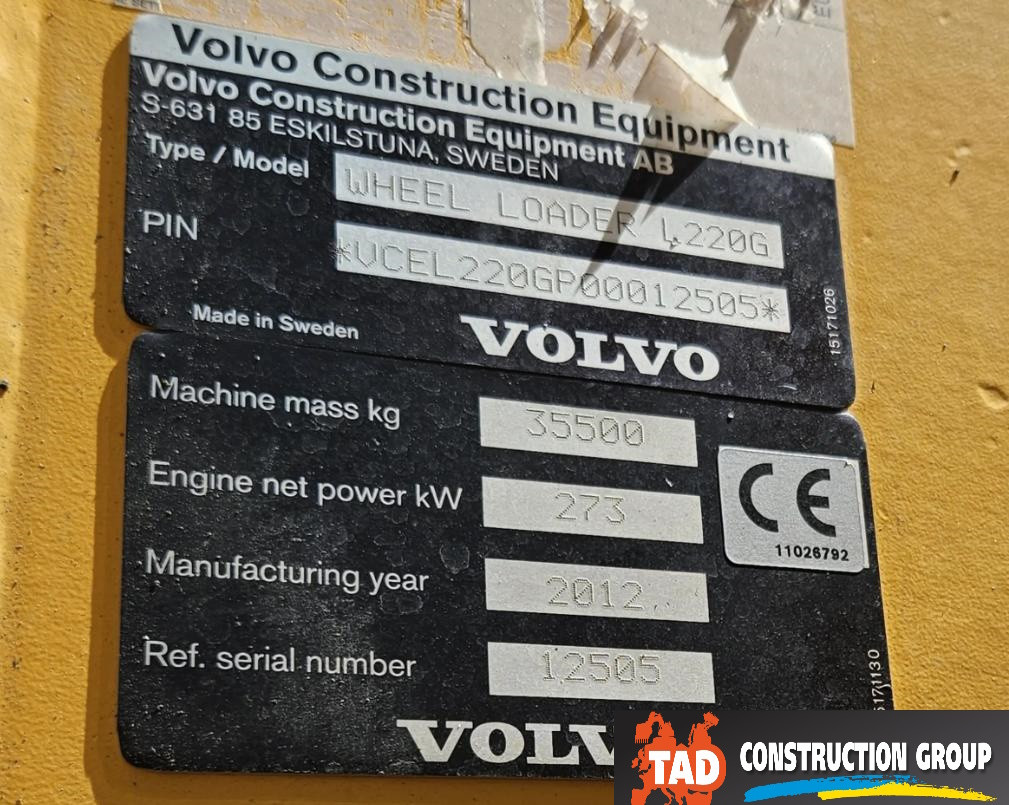 Volvo Construction Equipment
Volvo Construction Equipment AB
S-631 85 ESKILSTUNA, SWEDEN
Type / Model WHEEL LOADER L220G
PIN *VCEL220GP00012505*
Made in Sweden VOLVO
15171026
Machine mass kg 35500
Engine net power kW 273
CE
11026792
Manufacturing year 2012
Ref. serial number 12505
VOLV
TAD CONSTRUCTION GROUP